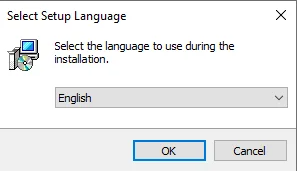 Select Setup Language
Select the language to use during the
installation.
English
OK
Cancel